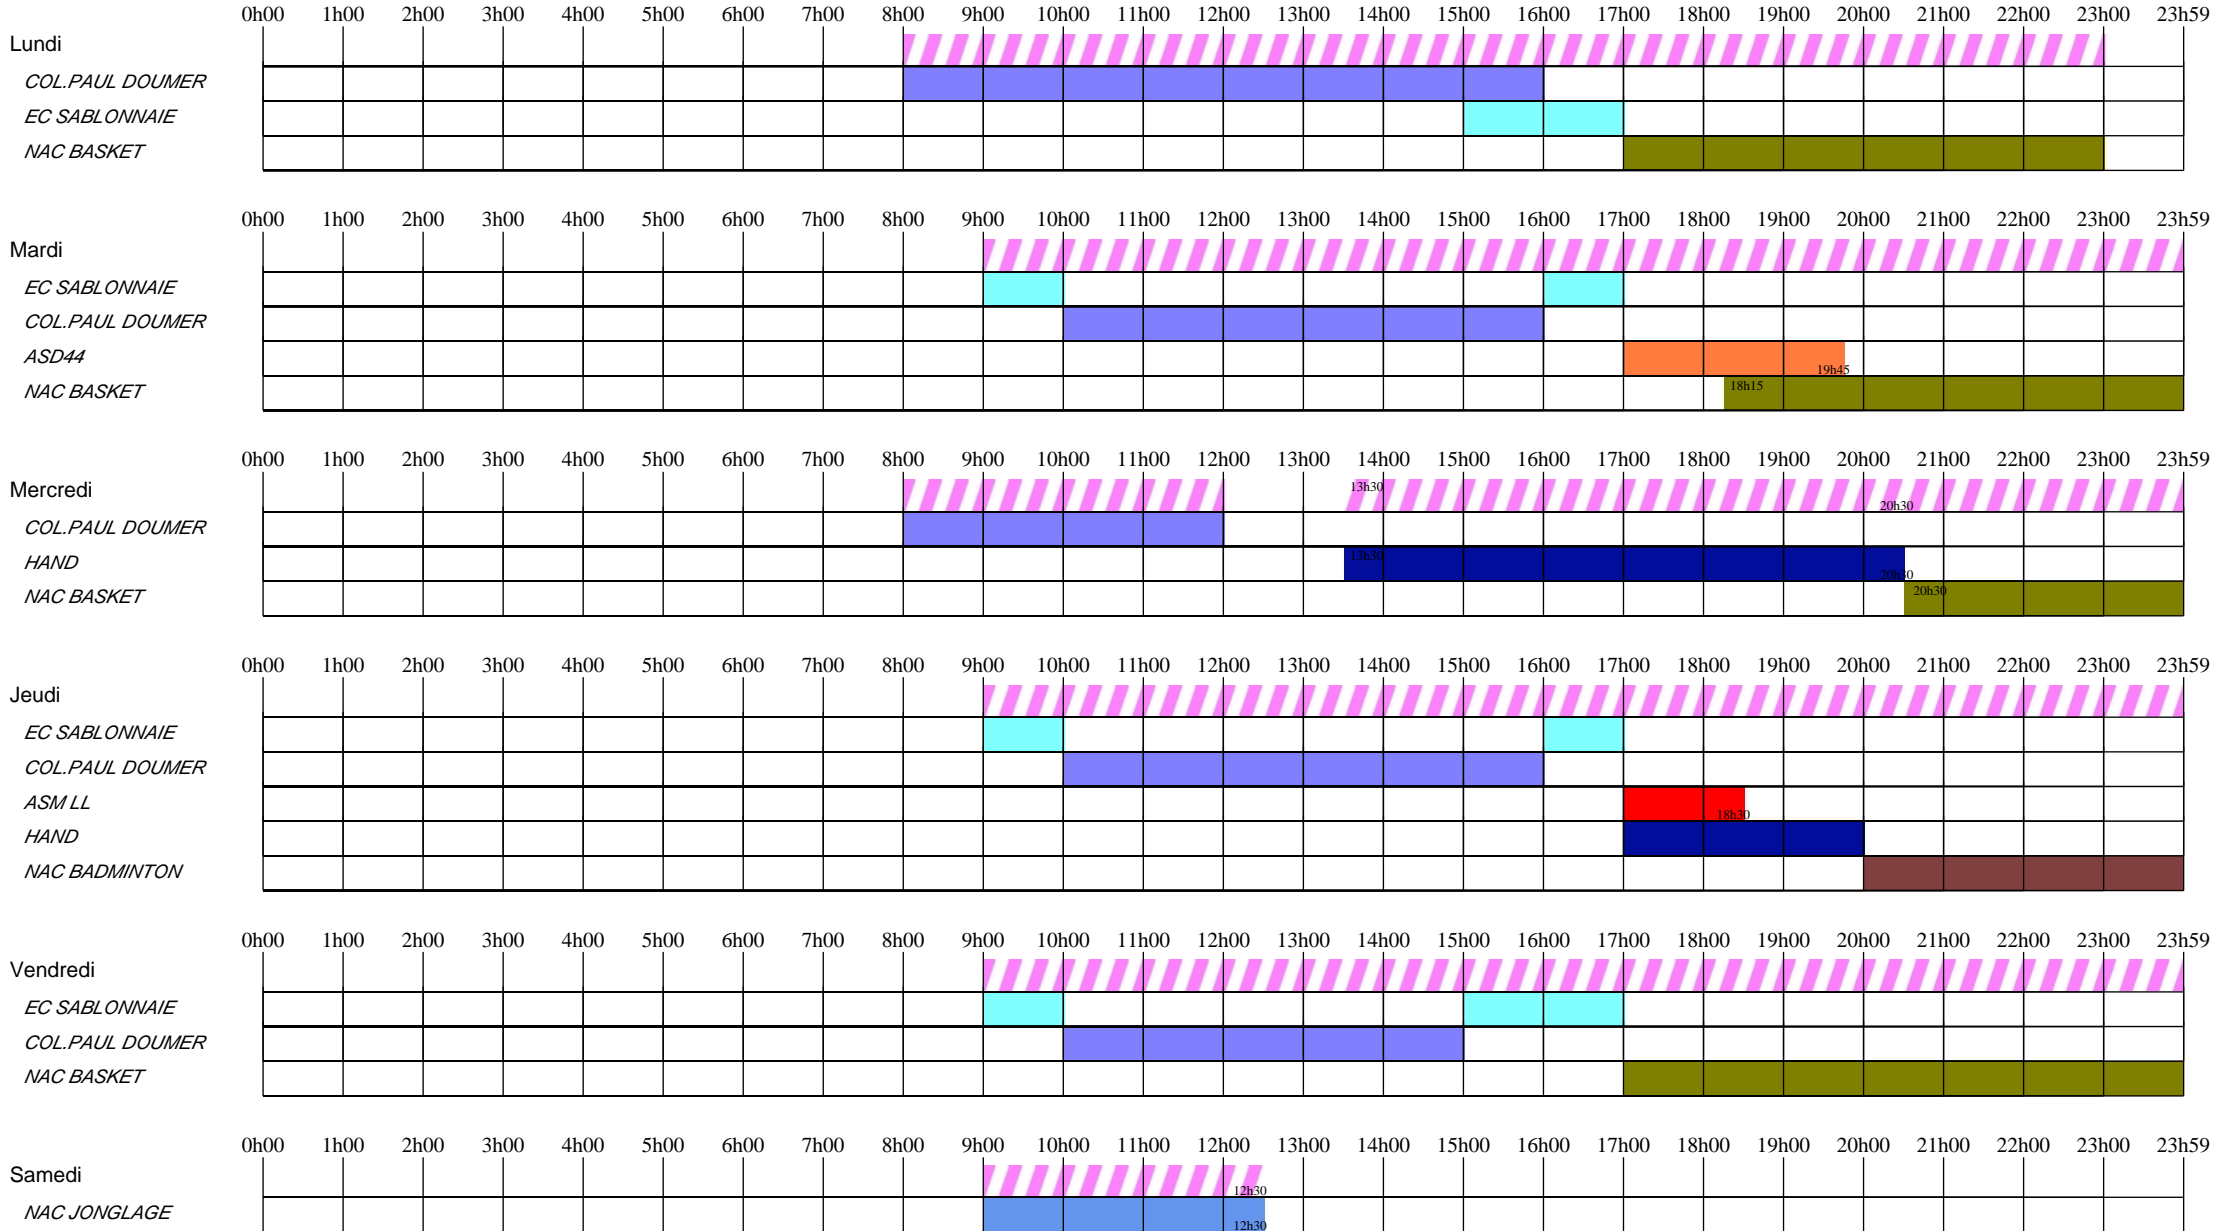 0h00 1h00 2h00 3h00 4h00 5h00 6h00 7h00 8h00 9h00 10h00 11h00 12h00 13h00 14h00 15h00 16h00 17h00 18h00 19h00 20h00 21h00 22h00 23h00 23h59
Lundi
COL.PAUL DOUMER
EC SABLONNAIE
NAC BASKET
0h00 1h00 2h00 3h00 4h00 5h00 6h00 7h00 8h00 9h00 10h00 11h00 12h00 13h00 14h00 15h00 16h00 17h00 18h00 19h00 20h00 21h00 22h00 23h00 23h59
Mardi
EC SABLONNAIE
COL.PAUL DOUMER
ASD44 19h45
NAC BASKET 18h15
0h00 1h00 2h00 3h00 4h00 5h00 6h00 7h00 8h00 9h00 10h00 11h00 12h00 13h00 14h00 15h00 16h00 17h00 18h00 19h00 20h00 21h00 22h00 23h00 23h59
Mercredi 13h30 20h30
COL.PAUL DOUMER
HAND 13h30 20h30
NAC BASKET 20h30
0h00 1h00 2h00 3h00 4h00 5h00 6h00 7h00 8h00 9h00 10h00 11h00 12h00 13h00 14h00 15h00 16h00 17h00 18h00 19h00 20h00 21h00 22h00 23h00 23h59
Jeudi
EC SABLONNAIE
COL.PAUL DOUMER
ASM LL 18h30
HAND
NAC BADMINTON
0h00 1h00 2h00 3h00 4h00 5h00 6h00 7h00 8h00 9h00 10h00 11h00 12h00 13h00 14h00 15h00 16h00 17h00 18h00 19h00 20h00 21h00 22h00 23h00 23h59
Vendredi
EC SABLONNAIE
COL.PAUL DOUMER
NAC BASKET
0h00 1h00 2h00 3h00 4h00 5h00 6h00 7h00 8h00 9h00 10h00 11h00 12h00 13h00 14h00 15h00 16h00 17h00 18h00 19h00 20h00 21h00 22h00 23h00 23h59
Samedi 12h30
NAC JONGLAGE 12h30